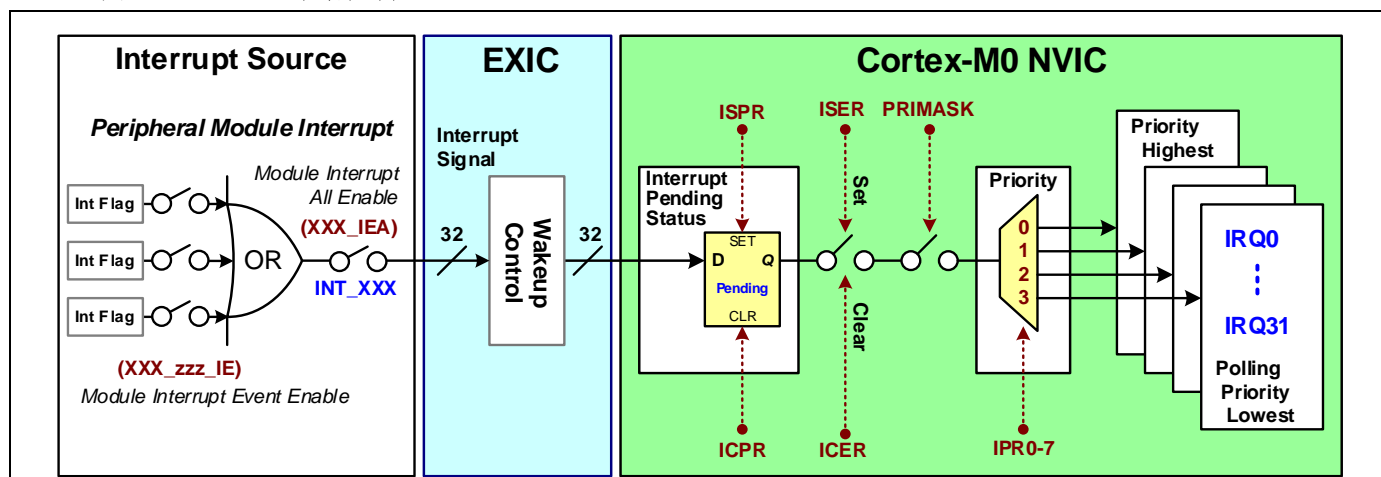 Interrupt Source
Peripheral Module Interrupt
Module Interrupt
All Enable
(XXX_IEA)
Int Flag
Int Flag
Int Flag
OR
INT_XXX
(XXX_zzz_IE)
Module Interrupt Event Enable
EXIC
Interrupt
Signal
32
Wakeup
Control
32
Cortex-M0 NVIC
ISPR
ISER
PRIMASK
Interrupt
Pending
Status
SET
D
Q
Pending
CLR
Set
Clear
ICPR
ICER
Priority
0
1
2
3
IPR0-7
Priority
Highest
IRQ0
IRQ31
Polling
Priority
Lowest